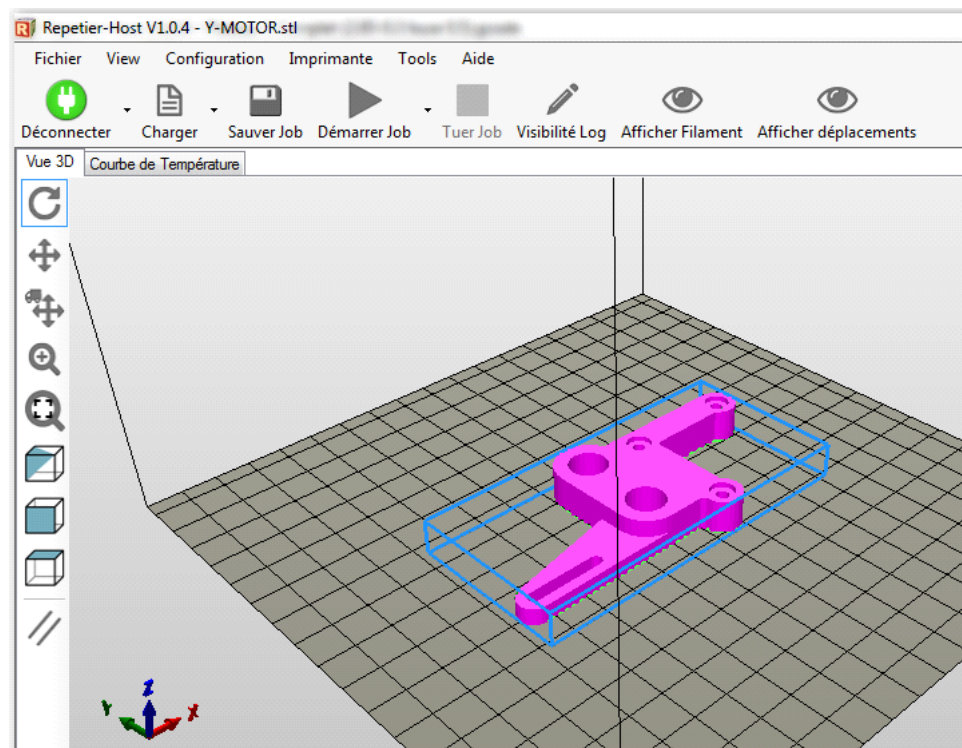 Repetier-Host V1.0.4 - Y-MOTOR.stl
Fichier View Configuration Imprimante Tools Aide
Déconnecter Charger Sauver Job Démarrer Job Tuer Job Visibilité Log Afficher Filament Afficher déplacements
Vue 3D Courbe de Température
Z
Y X